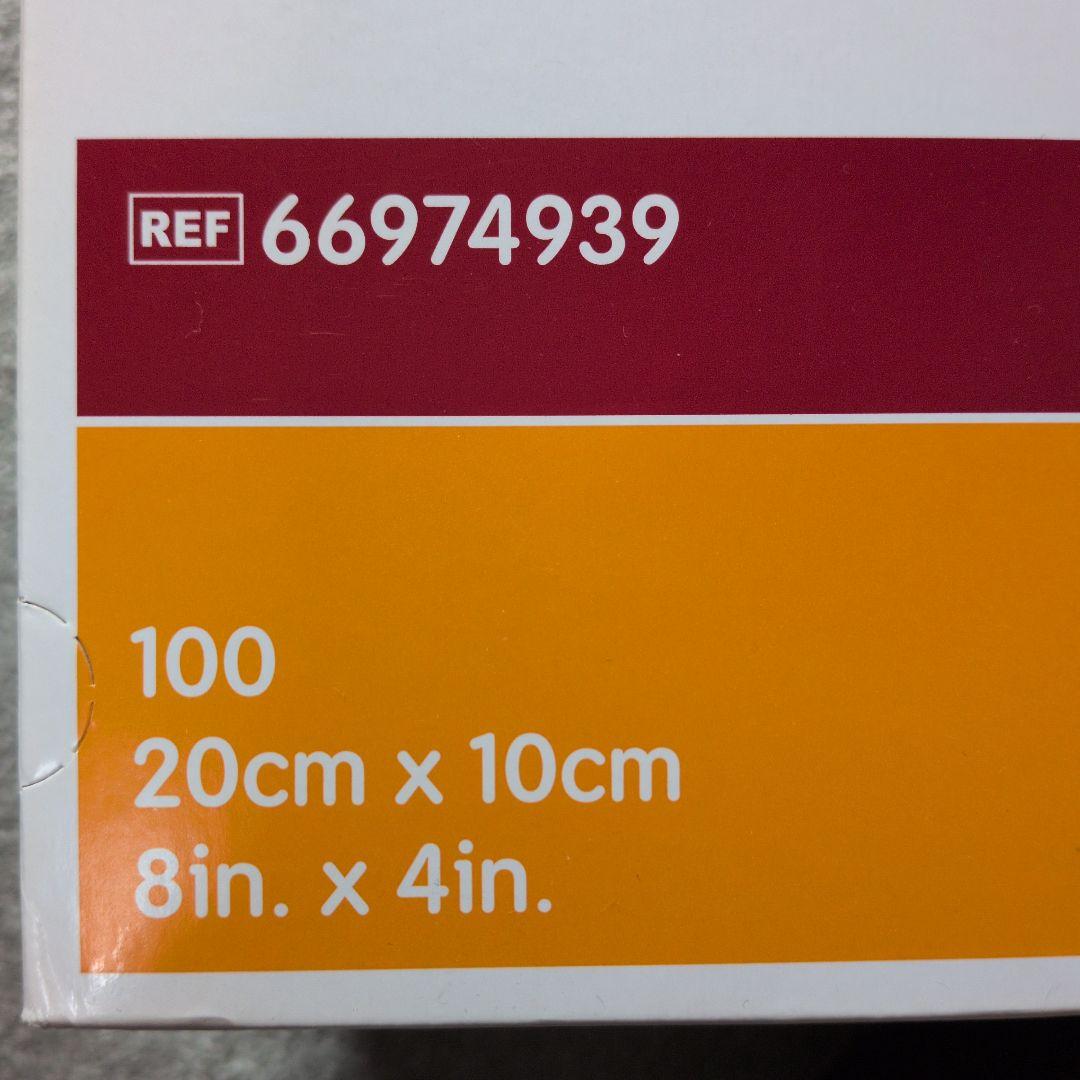 REF 66974939
100
20cm x 10cm
8in. x 4in.